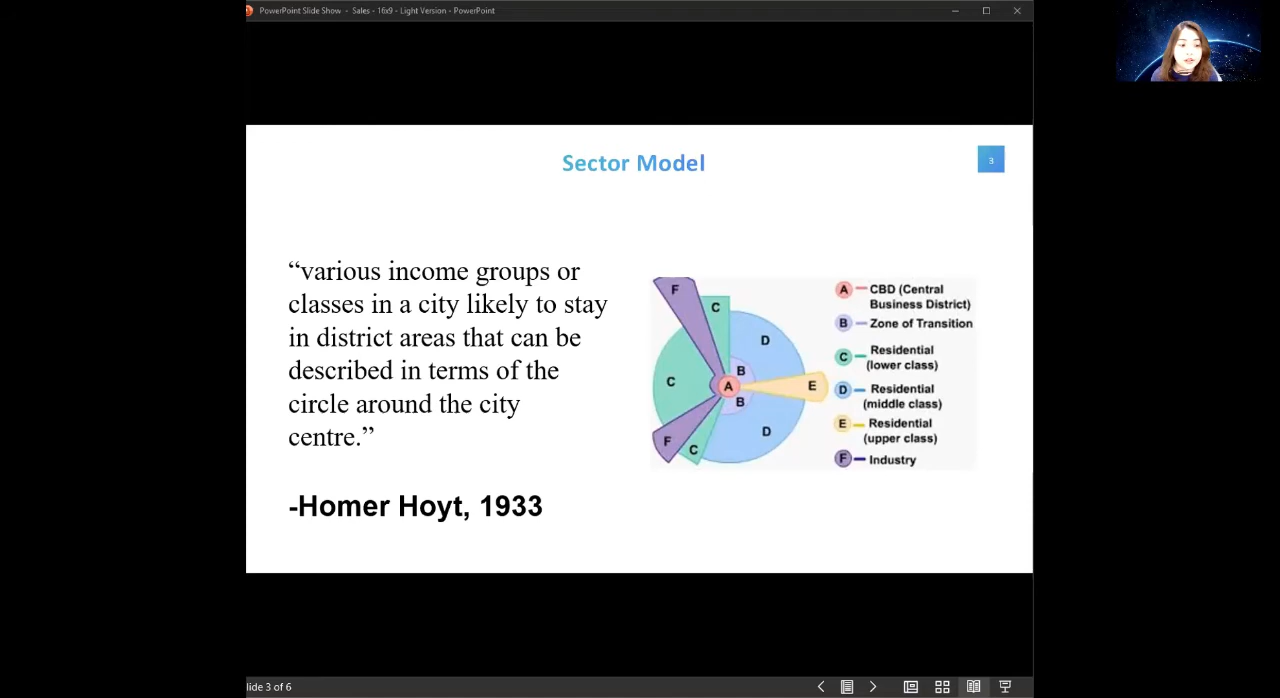 PowerPoint Slide Show - Sales - 16x9 - Light Version - PowerPoint
Sector Model
3
“various income groups or
classes in a city likely to stay
in district areas that can be
described in terms of the
circle around the city
centre.”
-Homer Hoyt, 1933
F
C
D
B
C
A
E
B
D
F
C
A CBD (Central
Business District)
B Zone of Transition
C Residential
(lower class)
D Residential
(middle class)
E Residential
(upper class)
F Industry
lide 3 of 6